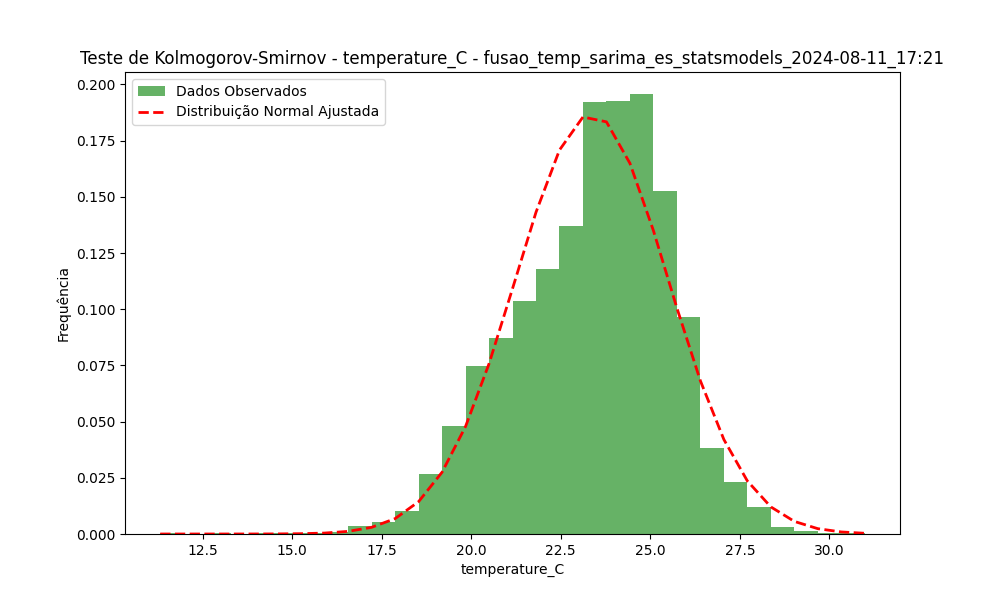 Teste de Kolmogorov-Smirnov - temperature_C - fusao_temp_sarima_es_statsmodels_2024-08-11_17:21
Dados Observados
Distribuição Normal Ajustada
0.200
0.175
0.150
0.125
0.100
0.075
0.050
0.025
0.000
Frequência
12.5 15.0 17.5 20.0 22.5 25.0 27.5 30.0
temperature_C